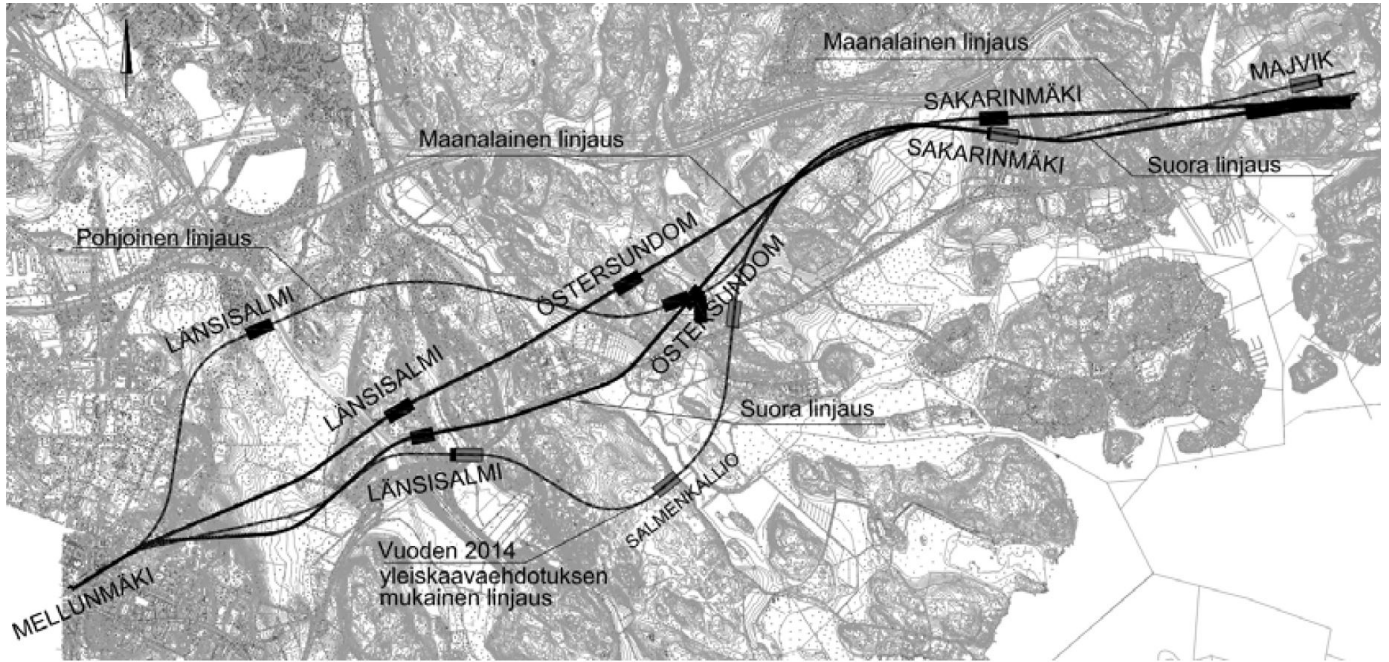 Maanalainen linjaus
MAJVIK
SAKARINMÄKI
Maanalainen linjaus
SAKARINMÄKI
Suora linjaus
Pohjoinen linjaus
ÖSTERSUNDOM
LÄNSISALMI
ÖSTERSUNDOM
LÄNSISALMI
Suora linjaus
LÄNSISALMI
SALMENKALLIO
Vuoden 2014
yleiskaavaehdotuksen
mukainen linjaus
MELLUNMÄKI